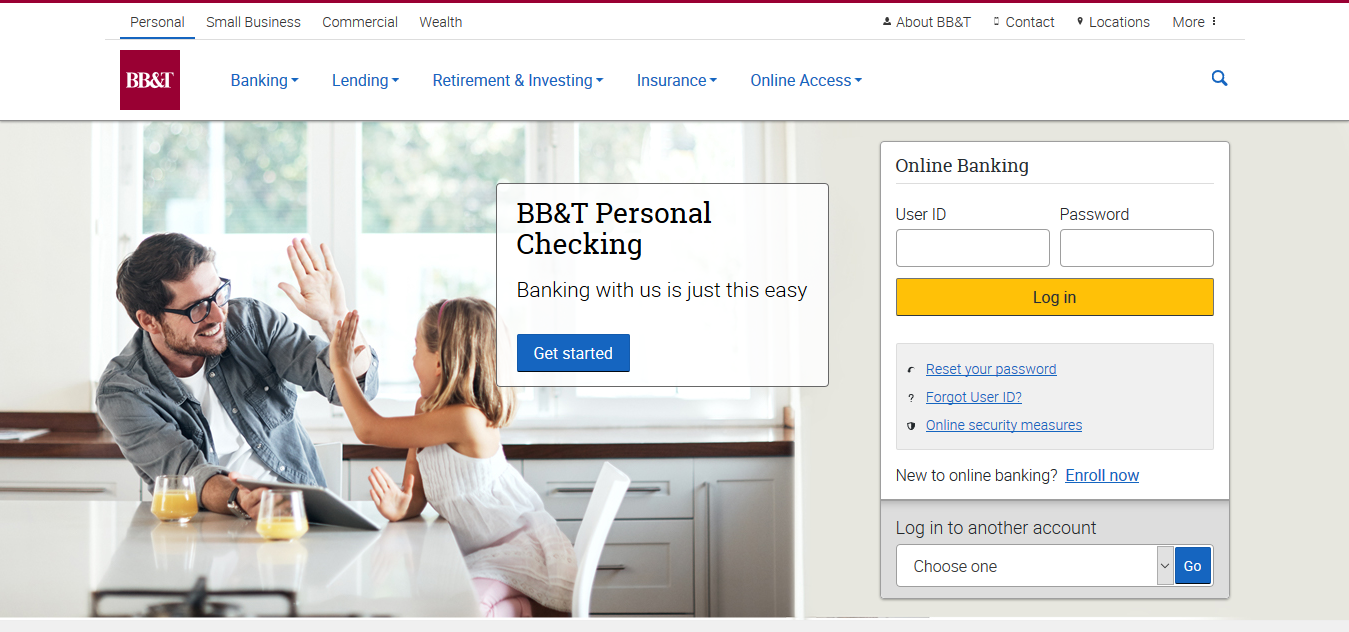 Personal Small Business Commercial Wealth About BB&T Contact Locations More
BB&T Banking Lending Retirement & Investing Insurance Online Access
BB&T Personal
Checking
Banking with us is just this easy
Get started
Online Banking
User ID Password
Log in
Reset your password
? Forgot User ID?
Online security measures
New to online banking? Enroll now
Log in to another account
Choose one Go